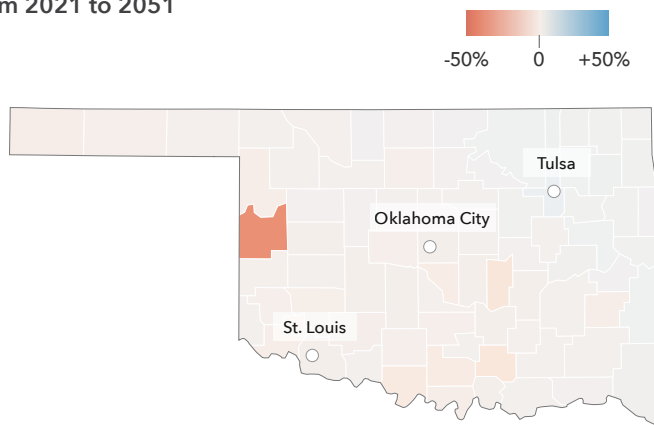 m 2021 to 2051
-50% 0 +50%
Tulsa
Oklahoma City
St. Louis